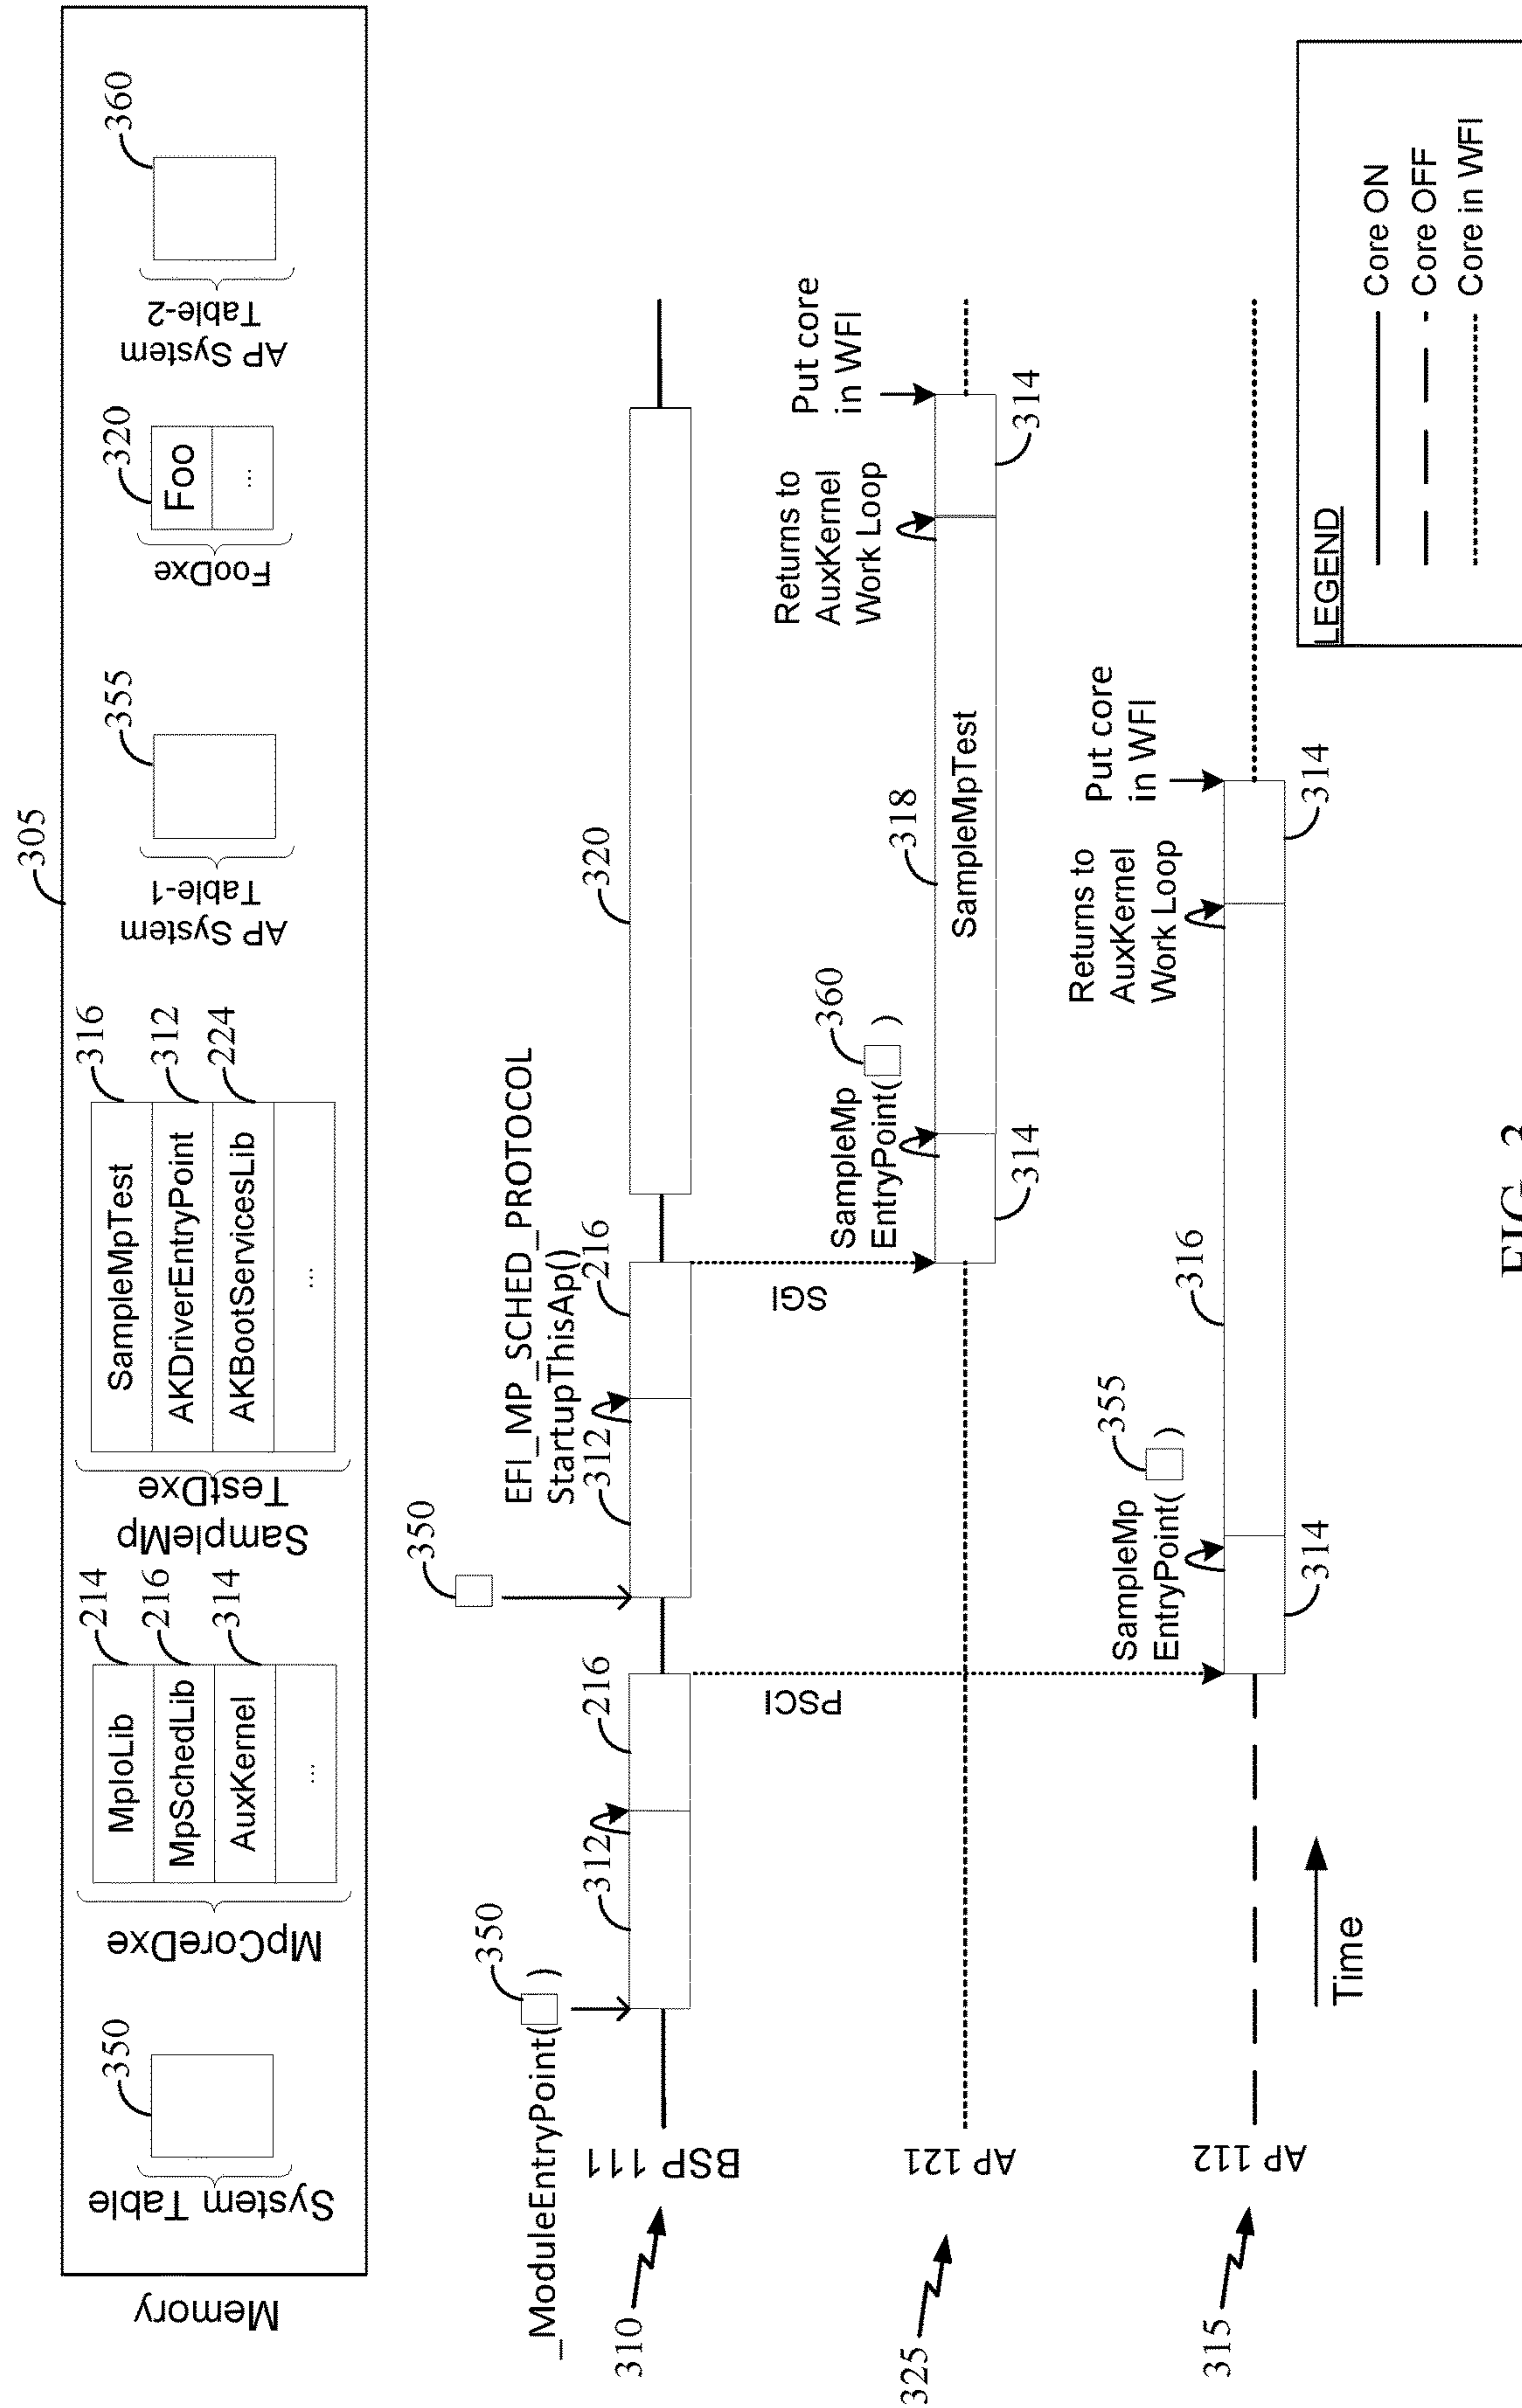 Memory
305
System Table
350
MpCoreDxe
MpIoLib
214
MpSchedLib
216
AuxKernel
314
...
SampleMp
TestDxe
SampleMpTest
316
AKDriverEntryPoint
312
AKBootServicesLib
224
...
AP System
Table-1
355
FooDxe
Foo
320
...
AP System
Table-2
360
_ModuleEntryPoint( )
350
310
BSP 111
312
216
350
EFI_MP_SCHED_PROTOCOL
StartupThisAp()
312
216
320
PSCI
SGI
325
AP 121
SampleMp
EntryPoint( )
360
314
318
SampleMpTest
Returns to
AuxKernel
Work Loop
Put core
in WFI
314
315
AP 112
SampleMp
EntryPoint( )
355
314
316
Returns to
AuxKernel
Work Loop
Put core
in WFI
314
Time
LEGEND
Core ON
Core OFF
Core in WFI
FIG. 3